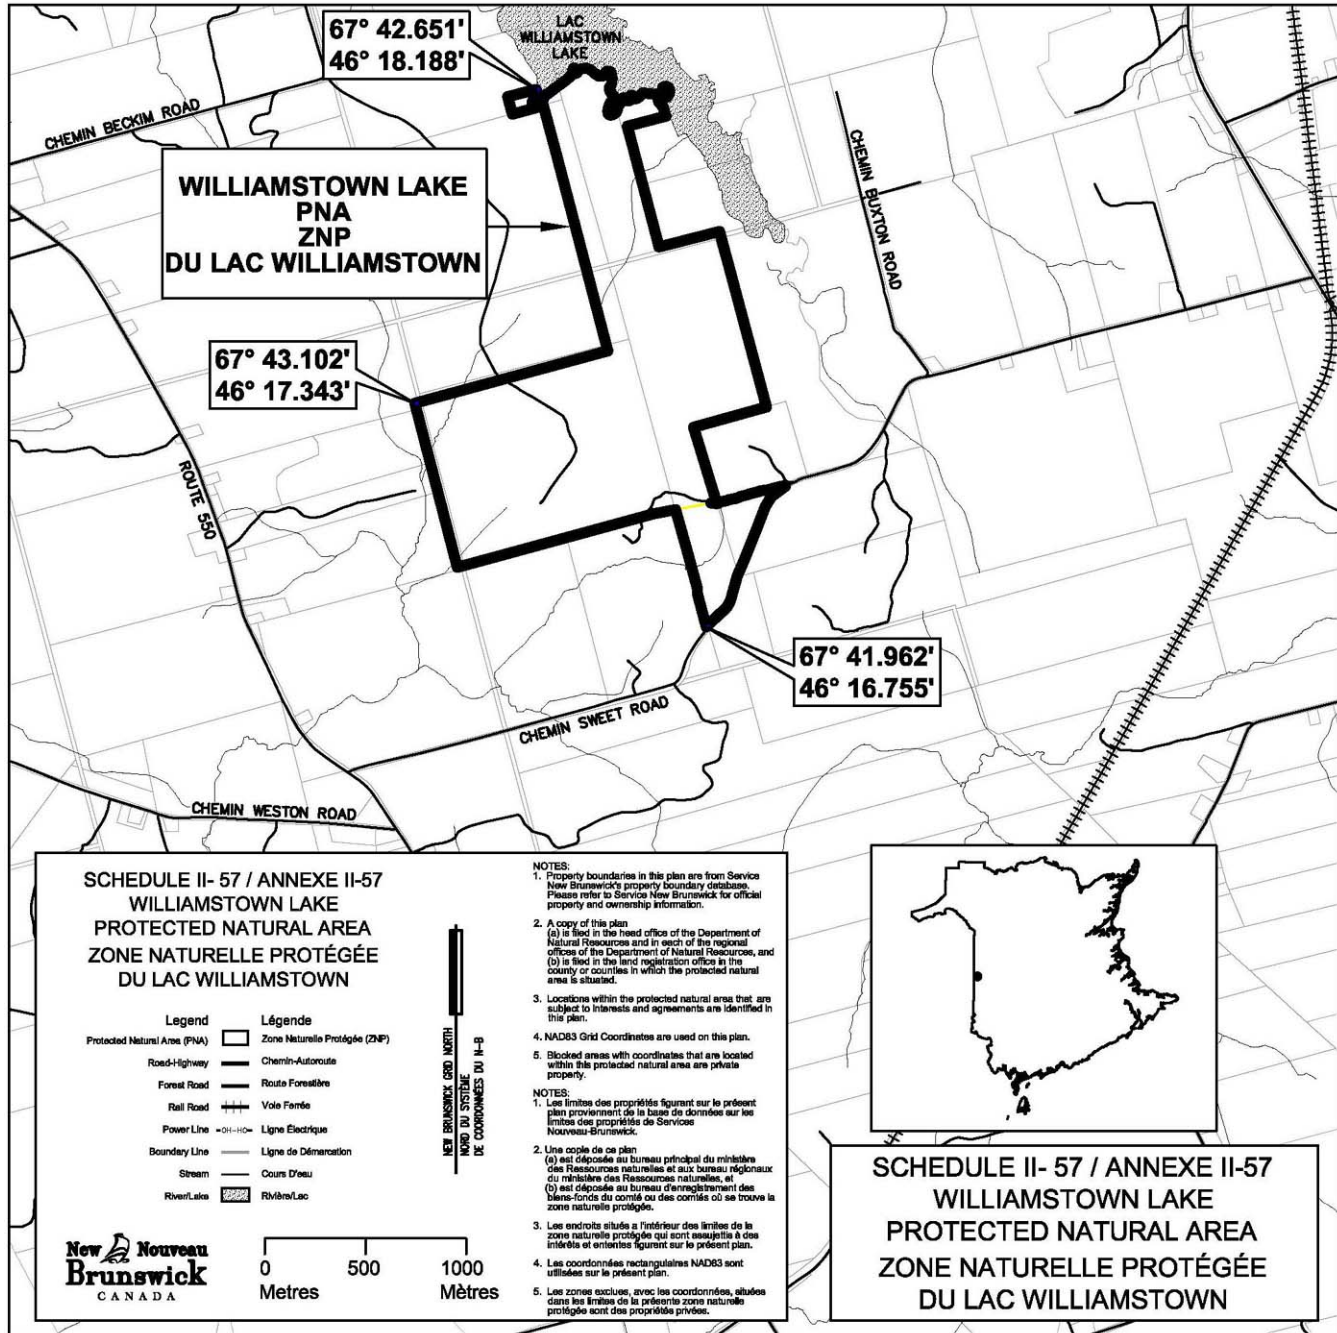 67° 42.651'
46° 18.188'
LAC
WILLIAMSTOWN
LAKE
CHEMIN BECKIM ROAD
CHEMIN BUXTON ROAD
WILLIAMSTOWN LAKE
PNA
ZNP
DU LAC WILLIAMSTOWN
67° 43.102'
46° 17.343'
ROUTE 550
67° 41.962'
46° 16.755'
CHEMIN SWEET ROAD
CHEMIN WESTON ROAD
SCHEDULE II- 57 / ANNEXE II-57
WILLIAMSTOWN LAKE
PROTECTED NATURAL AREA
ZONE NATURELLE PROTÉGÉE
DU LAC WILLIAMSTOWN
Legend Légende
Protected Natural Area (PNA) Zone Naturelle Protégée (ZNP)
Road-Highway Chemin-Autoroute
Forest Road Route Forestière
Rail Road Voie Ferrée
Power Line -OH-HO- Ligne Électrique
Boundary Line Ligne de Démarcation
Stream Cours D'eau
River/Lake Rivière/Lac
NEW BRUNSWICK GRID NORTH
NORD DU SYSTÈME
DE COORDONNÉES DU N-B
New Nouveau
Brunswick
CANADA
0 500 1000
Metres Mètres
NOTES:
1. Property boundaries in this plan are from Service
New Brunswick's property boundary database.
Please refer to Service New Brunswick for official
property and ownership information.
2. A copy of this plan
(a) is filed in the head office of the Department of
Natural Resources and in each of the regional
offices of the Department of Natural Resources, and
(b) is filed in the land registration office in the
county or counties in which the protected natural
area is situated.
3. Locations within the protected natural area that are
subject to interests and agreements are identified in
this plan.
4. NAD83 Grid Coordinates are used on this plan.
5. Blocked areas with coordinates that are located
within this protected natural area are private
property.
NOTES:
1. Les limites des propriétés figurant sur le présent
plan proviennent de la base de données sur les
limites des propriétés de Services
Nouveau-Brunswick.
2. Une copie de ce plan
(a) est déposée au bureau principal du ministère
des Ressources naturelles et aux bureau régionaux
du ministère des Ressources naturelles, et
(b) est déposée au bureau d'enregistrement des
biens-fonds du comté ou des comtés où se trouve la
zone naturelle protégée.
3. Les endroits situés a l'intérieur des limites de la
zone naturelle protégée qui sont assujettis à des
intérêts et ententes figurent sur le présent plan.
4. Les coordonnées rectangulaires NAD83 sont
utilisées sur le présent plan.
5. Les zones exclues, avec les coordonnées, situées
dans les limites de la présente zone naturelle
protégée sont des propriétés privées.
SCHEDULE II- 57 / ANNEXE II-57
WILLIAMSTOWN LAKE
PROTECTED NATURAL AREA
ZONE NATURELLE PROTÉGÉE
DU LAC WILLIAMSTOWN